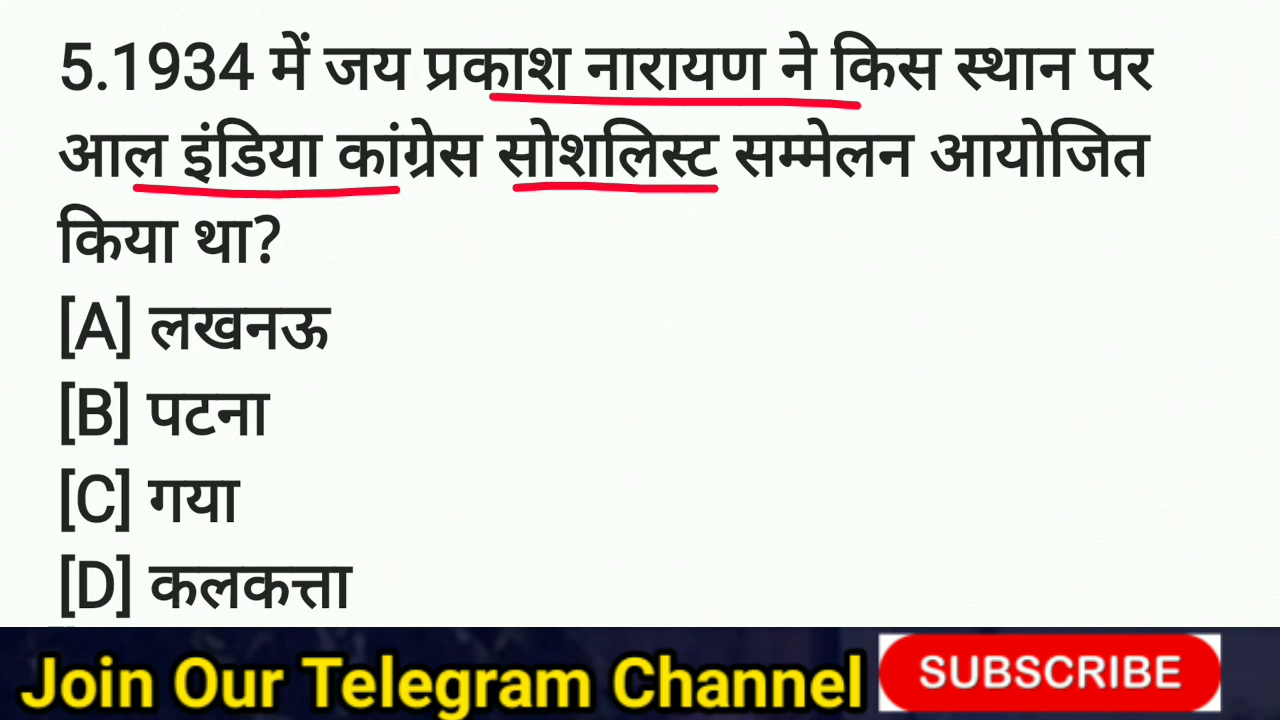 5.1934 में जय प्रकाश नारायण ने किस स्थान पर
आल इंडिया कांग्रेस सोशलिस्ट सम्मेलन आयोजित
किया था?
[A] लखनऊ
[B] पटना
[C] गया
[D] कलकत्ता
Join Our Telegram Channel
SUBSCRIBE